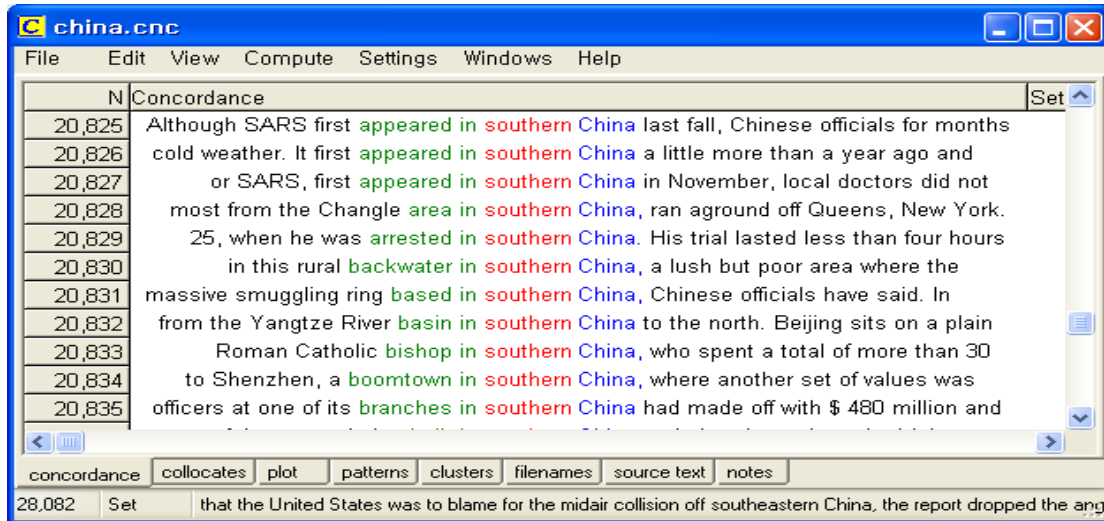 china.cnc
File Edit View Compute Settings Windows Help
N Concordance Set
20,825 Although SARS first appeared in southern China last fall, Chinese officials for months
20,826 cold weather. It first appeared in southern China a little more than a year ago and
20,827 or SARS, first appeared in southern China in November, local doctors did not
20,828 most from the Changle area in southern China, ran aground off Queens, New York.
20,829 25, when he was arrested in southern China. His trial lasted less than four hours
20,830 in this rural backwater in southern China, a lush but poor area where the
20,831 massive smuggling ring based in southern China, Chinese officials have said. In
20,832 from the Yangtze River basin in southern China to the north. Beijing sits on a plain
20,833 Roman Catholic bishop in southern China, who spent a total of more than 30
20,834 to Shenzhen, a boomtown in southern China, where another set of values was
20,835 officers at one of its branches in southern China had made off with $ 480 million and
concordance collocates plot patterns clusters filenames source text notes
28,082 Set that the United States was to blame for the midair collision off southeastern China, the report dropped the ang